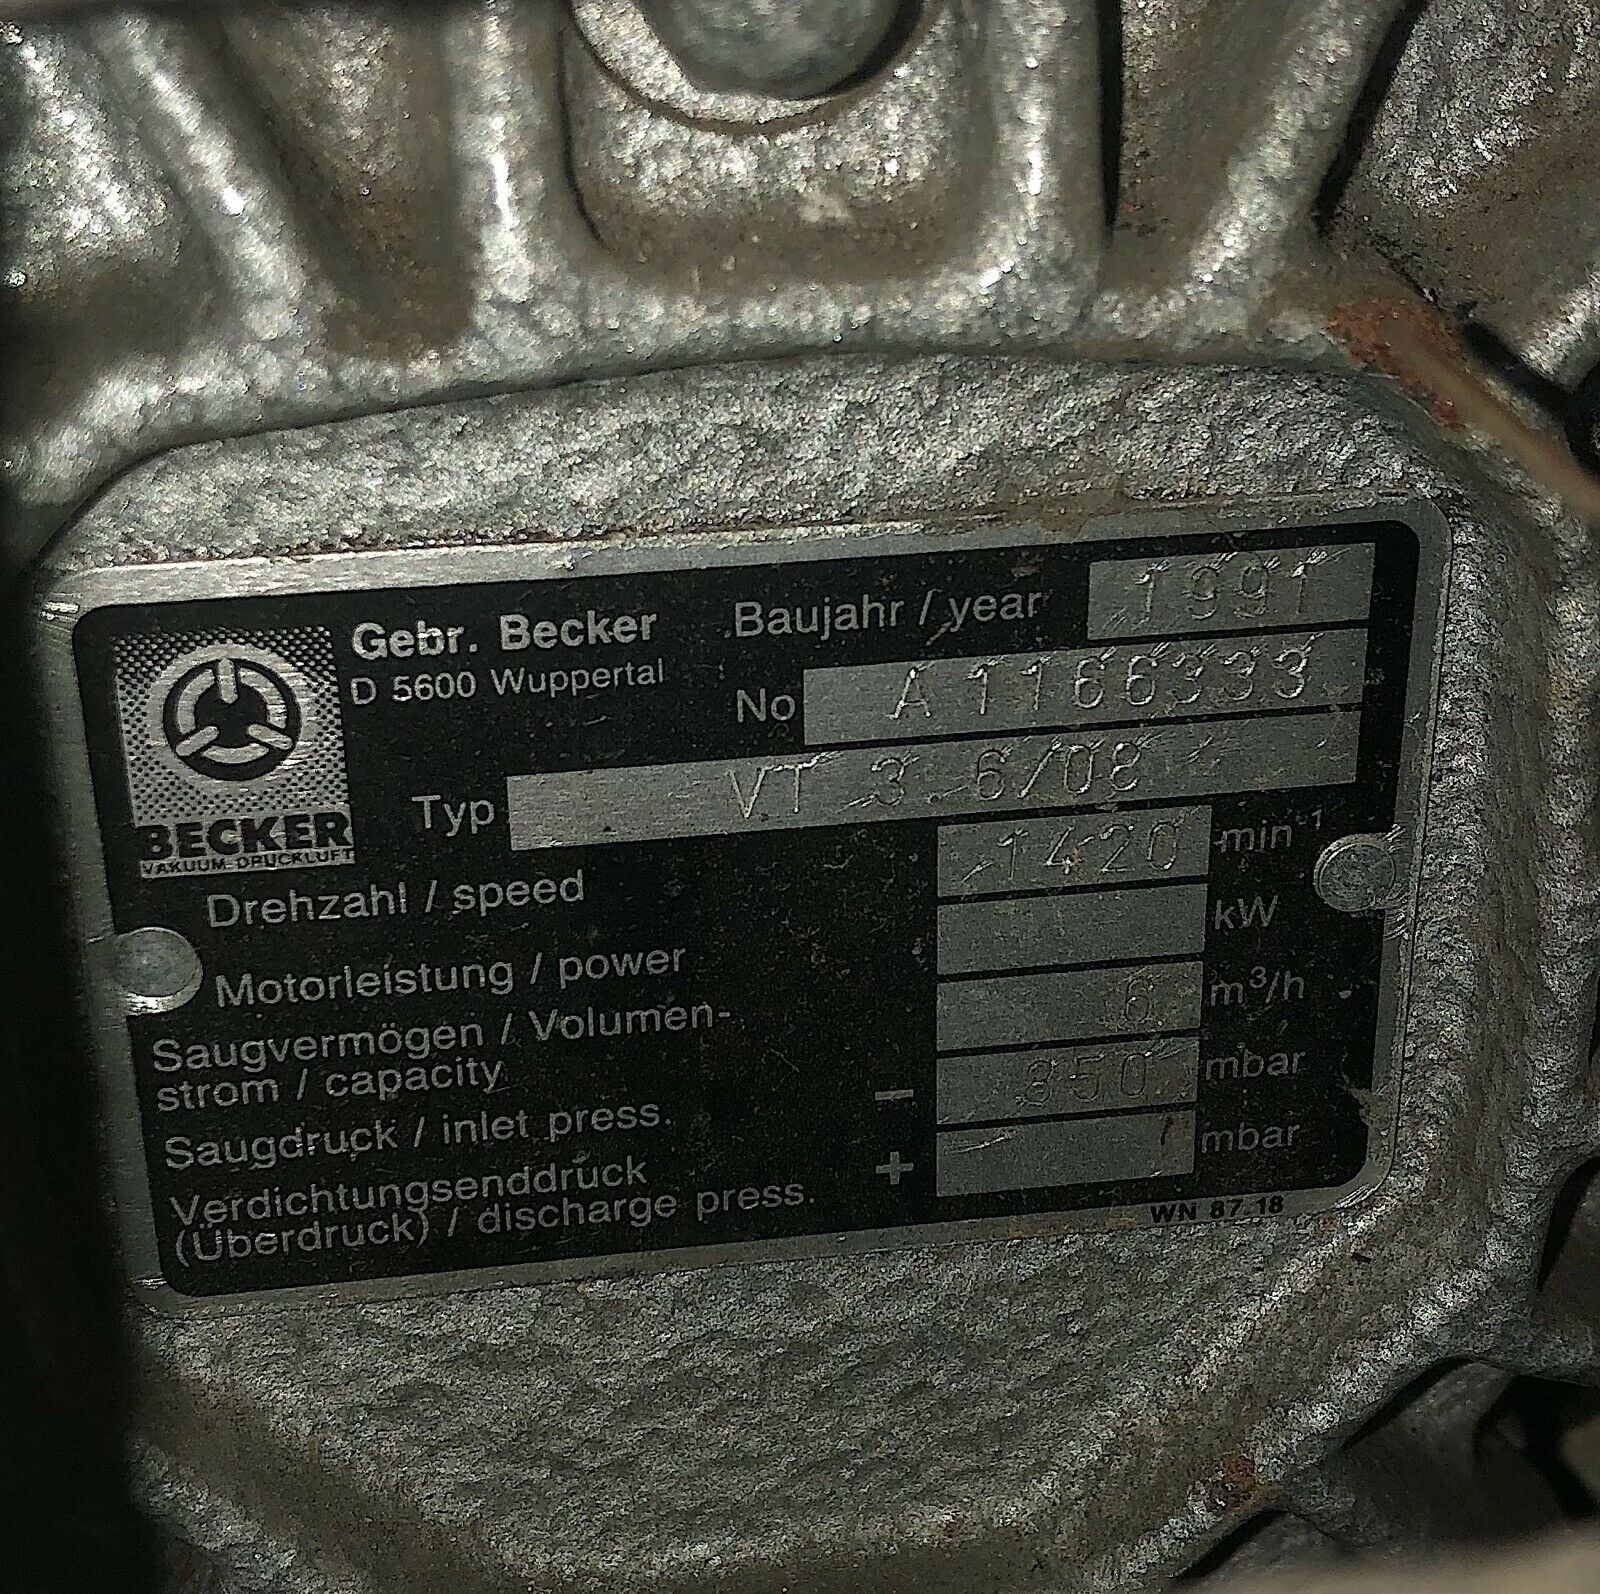 Gebr. Becker
D 5600 Wuppertal
Baujahr / year 1991
No A1166333
BECKER
VAKUUM-DRUCKLUFT
Typ VT 3.6/08
Drehzahl / speed 1420 min-1
Motorleistung / power kW
Saugvermögen / Volumen-
strom / capacity 6 m³/h
Saugdruck / inlet press. - 350 mbar
Verdichtungsenddruck
(Überdruck) / discharge press. + mbar
WN 87.18